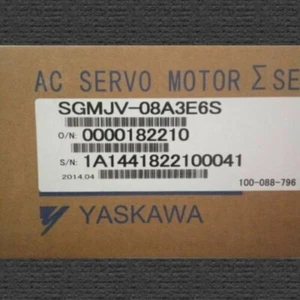 AC SERVO MOTOR Σ SE
SGMJV-08A3E6S
O/N: 0000182210
S/N: 1A1441822100041
2014.04
100-088-796
YASKAWA